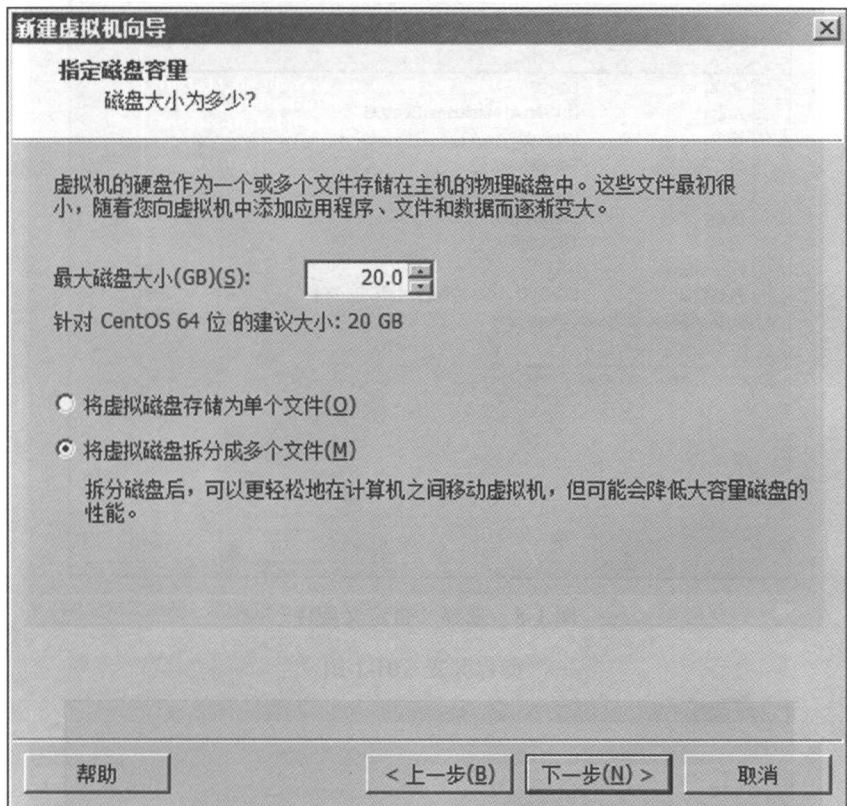 新建虚拟机向导
指定磁盘容量
磁盘大小为多少?
虚拟机的硬盘作为一个或多个文件存储在主机的物理磁盘中。这些文件最初很
小，随着您向虚拟机中添加应用程序、文件和数据而逐渐变大。
最大磁盘大小(GB)(S): 20.0
针对 CentOS 64 位 的建议大小: 20 GB
将虚拟磁盘存储为单个文件(O)
将虚拟磁盘拆分成多个文件(M)
拆分磁盘后，可以更轻松地在计算机之间移动虚拟机，但可能会降低大容量磁盘的
性能。
帮助 < 上一步(B) 下一步(N) > 取消